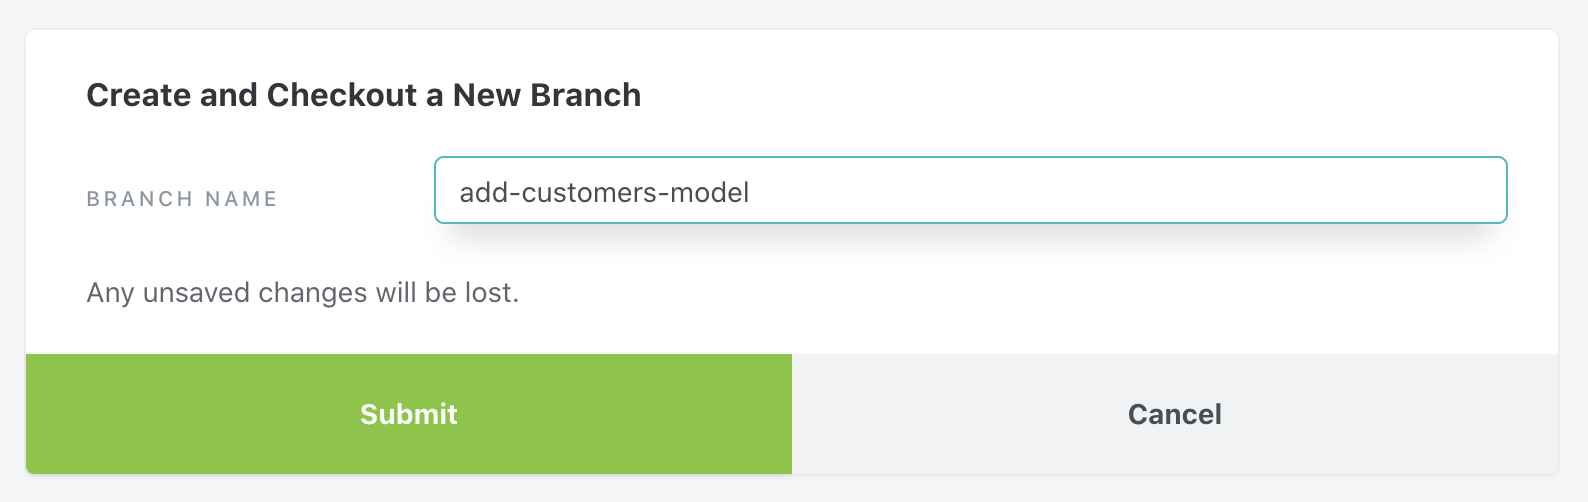 Create and Checkout a New Branch
BRANCH NAME
add-customers-model
Any unsaved changes will be lost.
Submit
Cancel